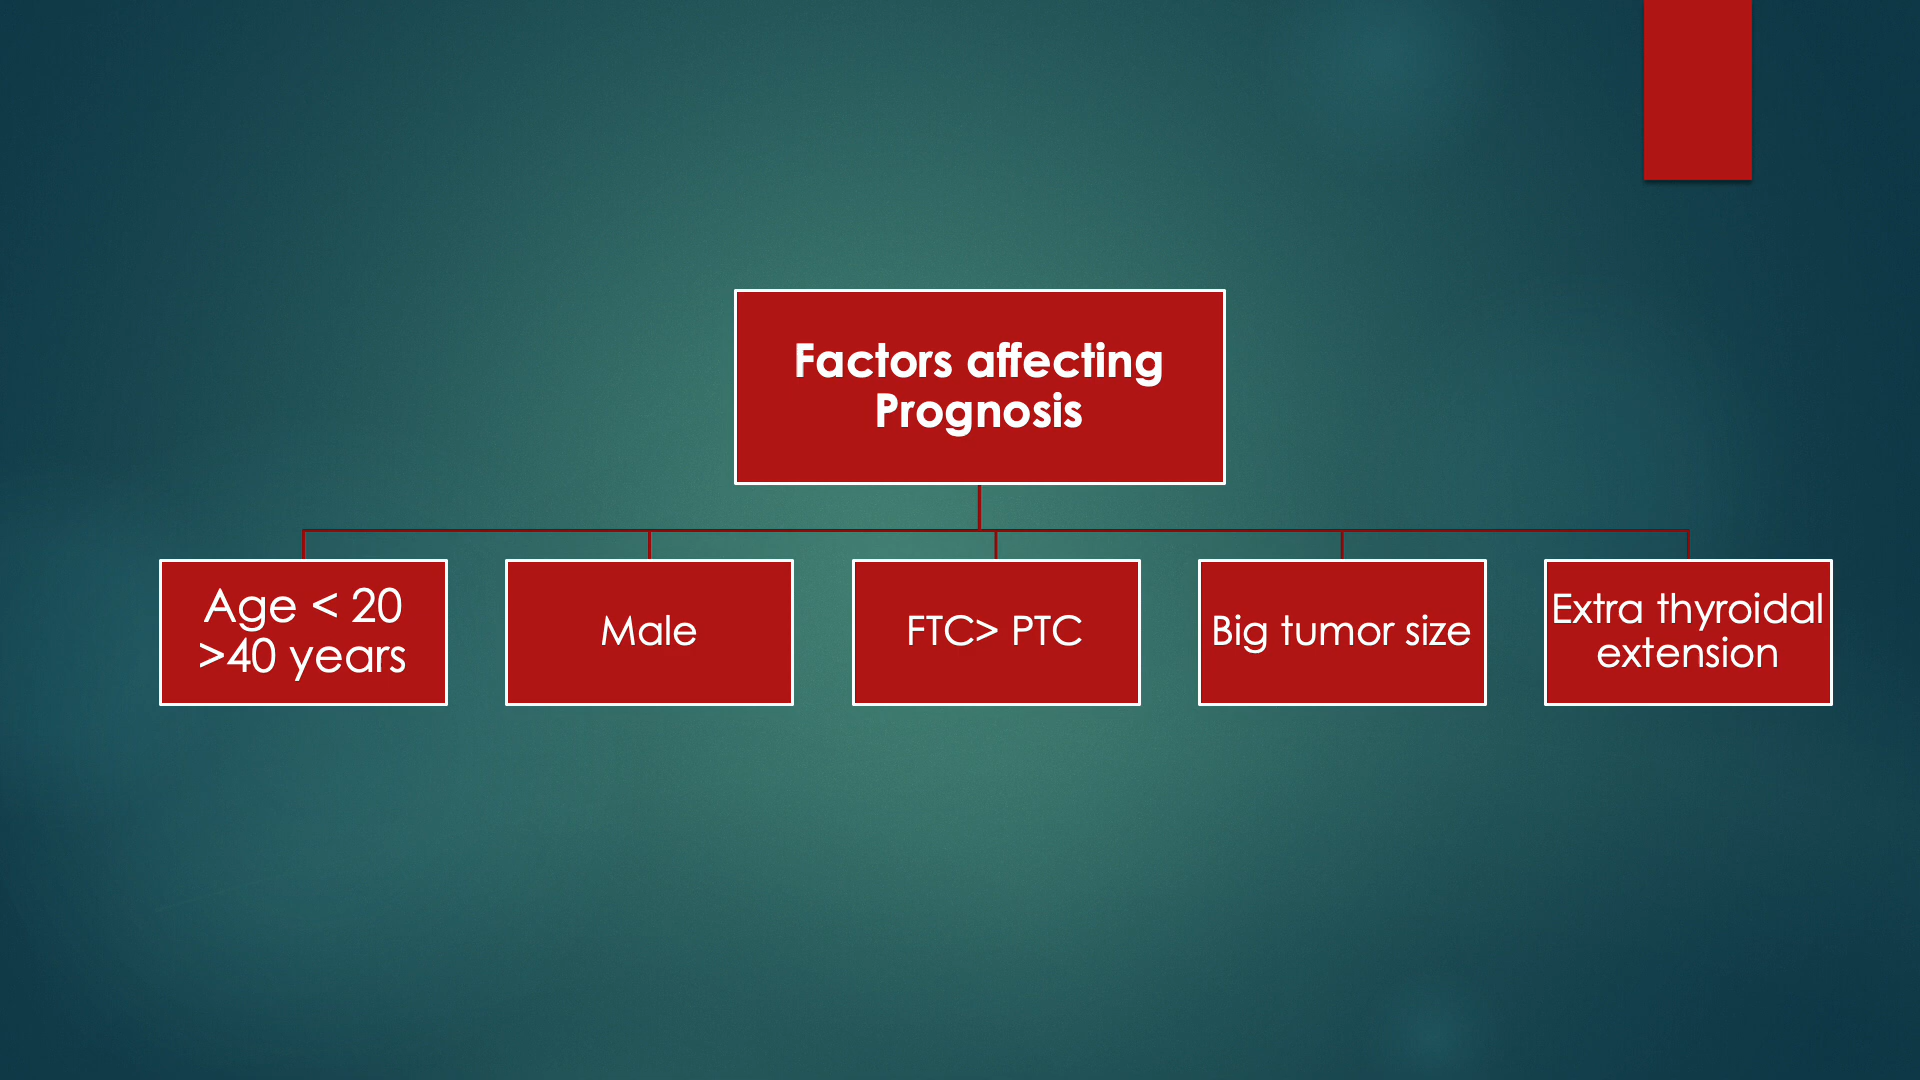 Factors affecting
Prognosis
Age < 20
>40 years
Male
FTC> PTC
Big tumor size
Extra thyroidal
extension